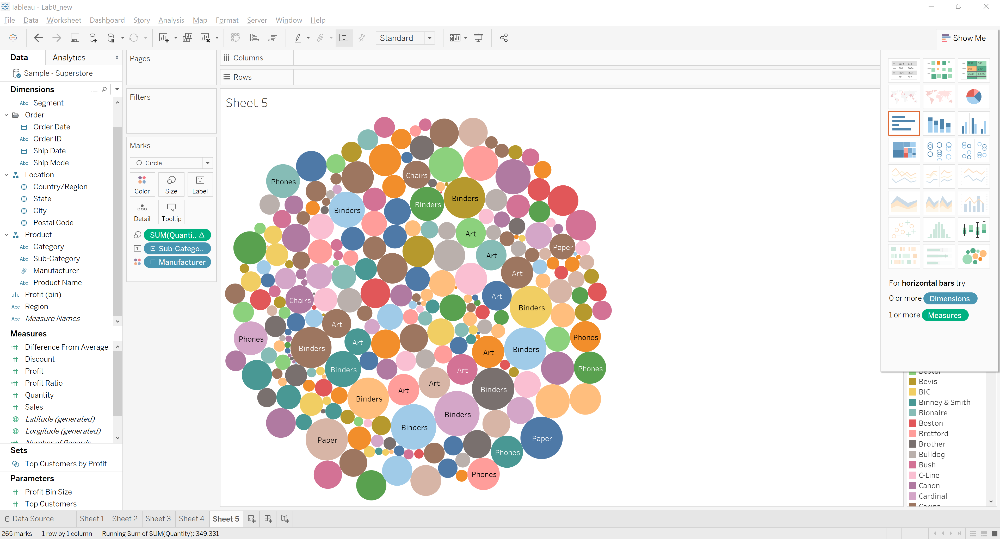 Tableau - Lab8_new
File Data Worksheet Dashboard Story Analysis Map Format Server Window Help
Standard
Show Me
Data Analytics
Sample - Superstore
Dimensions
Abc Segment
Order
Order Date
Abc Order ID
Ship Date
Abc Ship Mode
Location
Country/Region
State
City
Postal Code
Product
Abc Category
Abc Sub-Category
Manufacturer
Abc Product Name
Profit (bin)
Abc Region
Abc Measure Names
Measures
Difference From Average
Discount
Profit
Profit Ratio
Quantity
Sales
Latitude (generated)
Longitude (generated)
Number of Records
Sets
Top Customers by Profit
Parameters
Profit Bin Size
Top Customers
Pages
Filters
Marks
Circle
Color Size Label
Detail Tooltip
SUM(Quanti..
Sub-Catego..
Manufacturer
Columns
Rows
Sheet 5
Chairs
Phones
Binders
Binders
Binders
Art
Paper
Art
Art
Art
Chairs
Binders
Art
Phones
Phones
Art
Binders
Binders
Art
Phones
Binders
Art
Art
Binders
Art
Binders
Binders
Binders
Paper
Paper
Phones
Phones
1234 678
368 3034
2620 2559
971 322
1234 546
368 340
2620 53890
For horizontal bars try
0 or more Dimensions
1 or more Measures
Bestar
Bevis
BIC
Binney & Smith
Bionaire
Boston
Bretford
Brother
Bulldog
Bush
C-Line
Canon
Cardinal
Data Source Sheet 1 Sheet 2 Sheet 3 Sheet 4 Sheet 5
265 marks 1 row by 1 column Running Sum of SUM(Quantity): 349,331